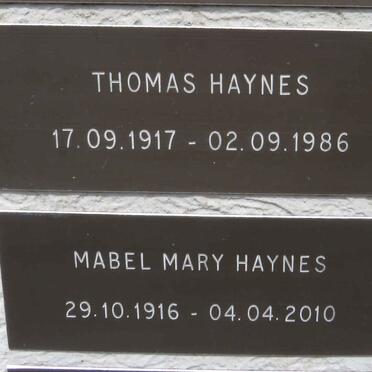 THOMAS HAYNES
17.09.1917 - 02.09.1986
MABEL MARY HAYNES
29.10.1916 - 04.04.2010